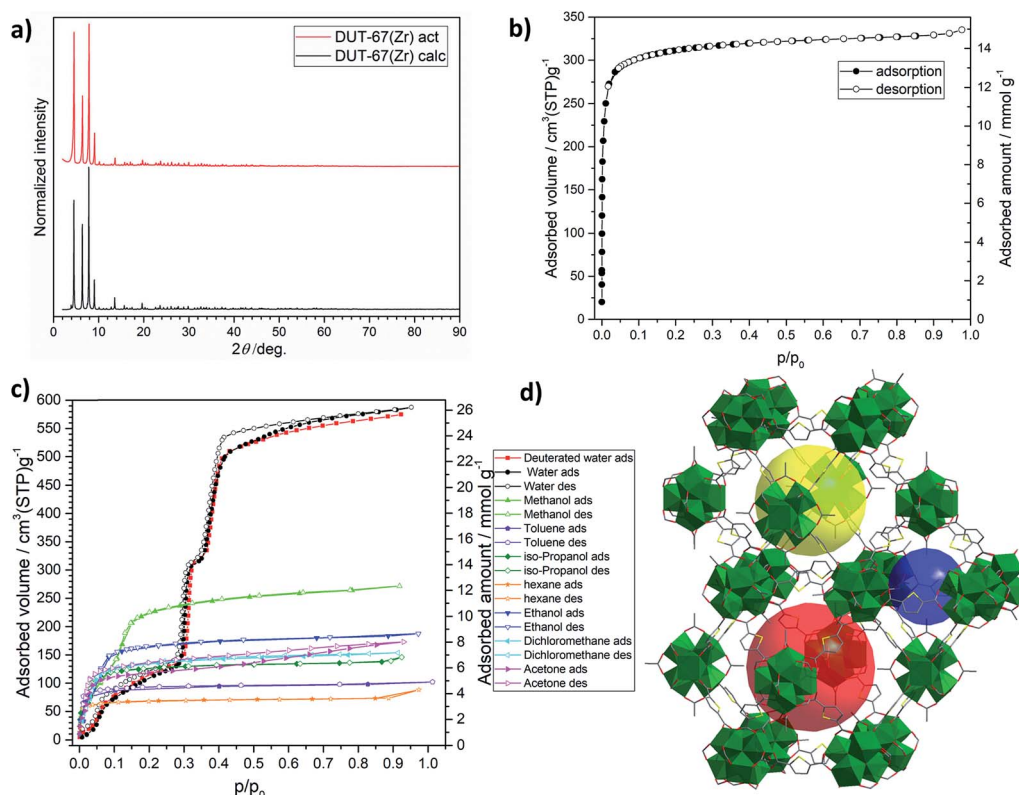 a)
DUT-67(Zr) act
DUT-67(Zr) calc
Normalized intensity
0 10 20 30 40 50 60 70 80 90
2θ/deg.
b)
350
300
250
200
150
100
50
0
Adsorbed volume / cm³(STP)g⁻¹
adsorption
desorption
14
12
10
8
6
4
2
0
Adsorbed amount / mmol g⁻¹
0.0 0.1 0.2 0.3 0.4 0.5 0.6 0.7 0.8 0.9 1.0
p/p₀
c)
600
550
500
450
400
350
300
250
200
150
100
50
0
Adsorbed volume / cm³(STP)g⁻¹
26
24
22
20
18
16
14
12
10
8
6
4
2
0
Adsorbed amount / mmol g⁻¹
0.0 0.1 0.2 0.3 0.4 0.5 0.6 0.7 0.8 0.9 1.0
p/p₀
Deuterated water ads
Water ads
Water des
Methanol ads
Methanol des
Toluene ads
Toluene des
iso-Propanol ads
iso-Propanol des
hexane ads
hexane des
Ethanol ads
Ethanol des
Dichloromethane ads
Dichloromethane des
Acetone ads
Acetone des
d)